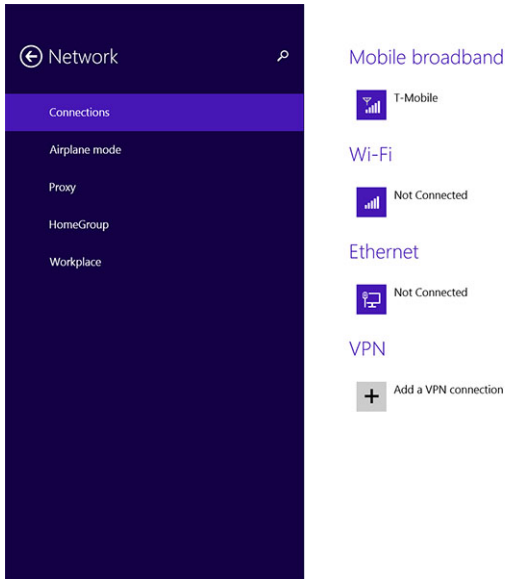 Network
Connections
Airplane mode
Proxy
HomeGroup
Workplace
Mobile broadband
T-Mobile
Wi-Fi
Not Connected
Ethernet
Not Connected
VPN
Add a VPN connection